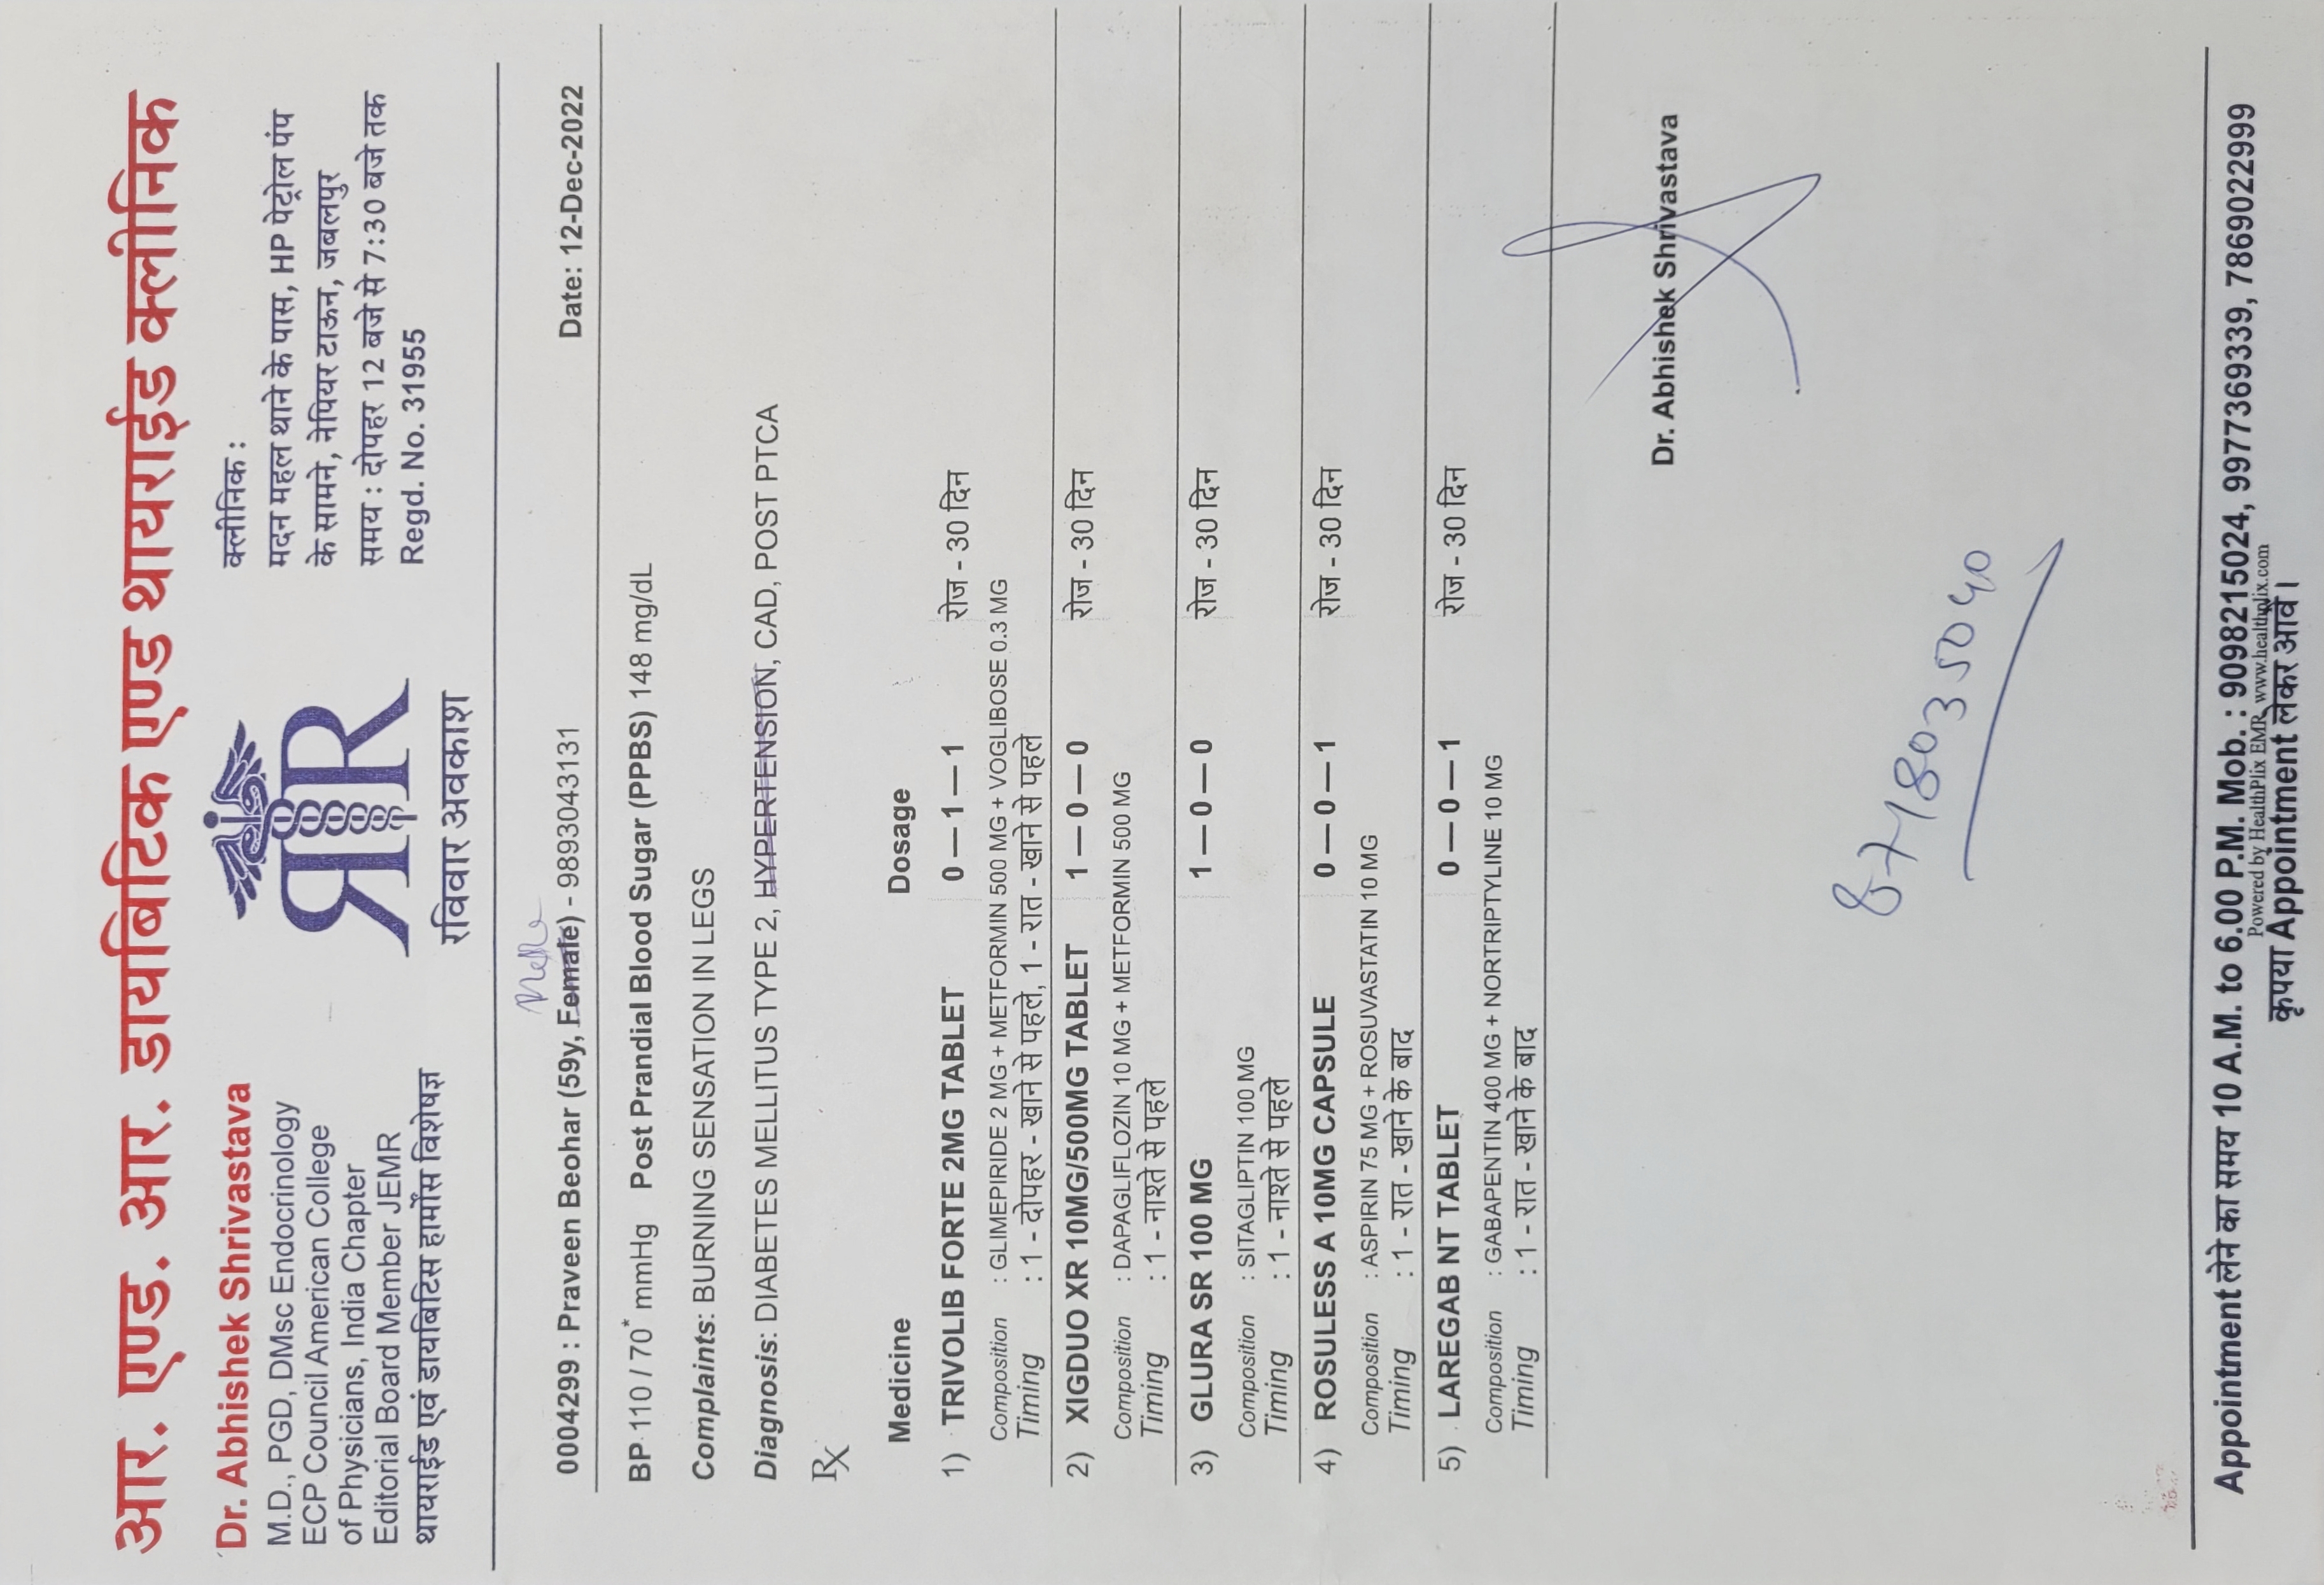 आर. एण्ड. आर. डायबिटिक एण्ड थायराईड क्लीनिक
Dr. Abhishek Shrivastava
M.D., PGD, DMsc Endocrinology
ECP Council American College
of Physicians, India Chapter
Editorial Board Member JEMR
थायराईड एवं डायबिटिस हार्मोंस विशेषज्ञ
RR
रविवार अवकाश
क्लीनिक :
मदन महल थाने के पास, HP पेट्रोल पंप
के सामने, नेपियर टाऊन, जबलपुर
समय : दोपहर 12 बजे से 7:30 बजे तक
Regd. No. 31955
Male
0004299 : Praveen Beohar (59y, Female) - 9893043131 Date: 12-Dec-2022
BP 110 / 70* mmHg Post Prandial Blood Sugar (PPBS) 148 mg/dL
Complaints: BURNING SENSATION IN LEGS
Diagnosis: DIABETES MELLITUS TYPE 2, HYPERTENSION, CAD, POST PTCA
Rx
Medicine Dosage
1) TRIVOLIB FORTE 2MG TABLET 0 — 1 — 1 रोज - 30 दिन
Composition : GLIMEPIRIDE 2 MG + METFORMIN 500 MG + VOGLIBOSE 0.3 MG
Timing : 1 - दोपहर - खाने से पहले, 1 - रात - खाने से पहले
2) XIGDUO XR 10MG/500MG TABLET 1 — 0 — 0 रोज - 30 दिन
Composition : DAPAGLIFLOZIN 10 MG + METFORMIN 500 MG
Timing : 1 - नाश्ते से पहले
3) GLURA SR 100 MG 1 — 0 — 0 रोज - 30 दिन
Composition : SITAGLIPTIN 100 MG
Timing : 1 - नाश्ते से पहले
4) ROSULESS A 10MG CAPSULE 0 — 0 — 1 रोज - 30 दिन
Composition : ASPIRIN 75 MG + ROSUVASTATIN 10 MG
Timing : 1 - रात - खाने के बाद
5) LAREGAB NT TABLET 0 — 0 — 1 रोज - 30 दिन
Composition : GABAPENTIN 400 MG + NORTRIPTYLINE 10 MG
Timing : 1 - रात - खाने के बाद
Dr. Abhishek Shrivastava
8718035040
Appointment लेने का समय 10 A.M. to 6.00 P.M. Mob. : 9098215024, 9977369339, 7869022999
Powered by HealthPlix EMR. www.healthplix.com
कृपया Appointment लेकर आवें।